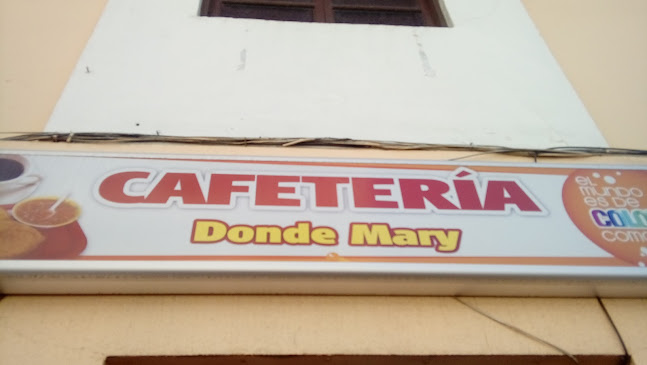 CAFETERÍA
Donde Mary
el
mundo
es de